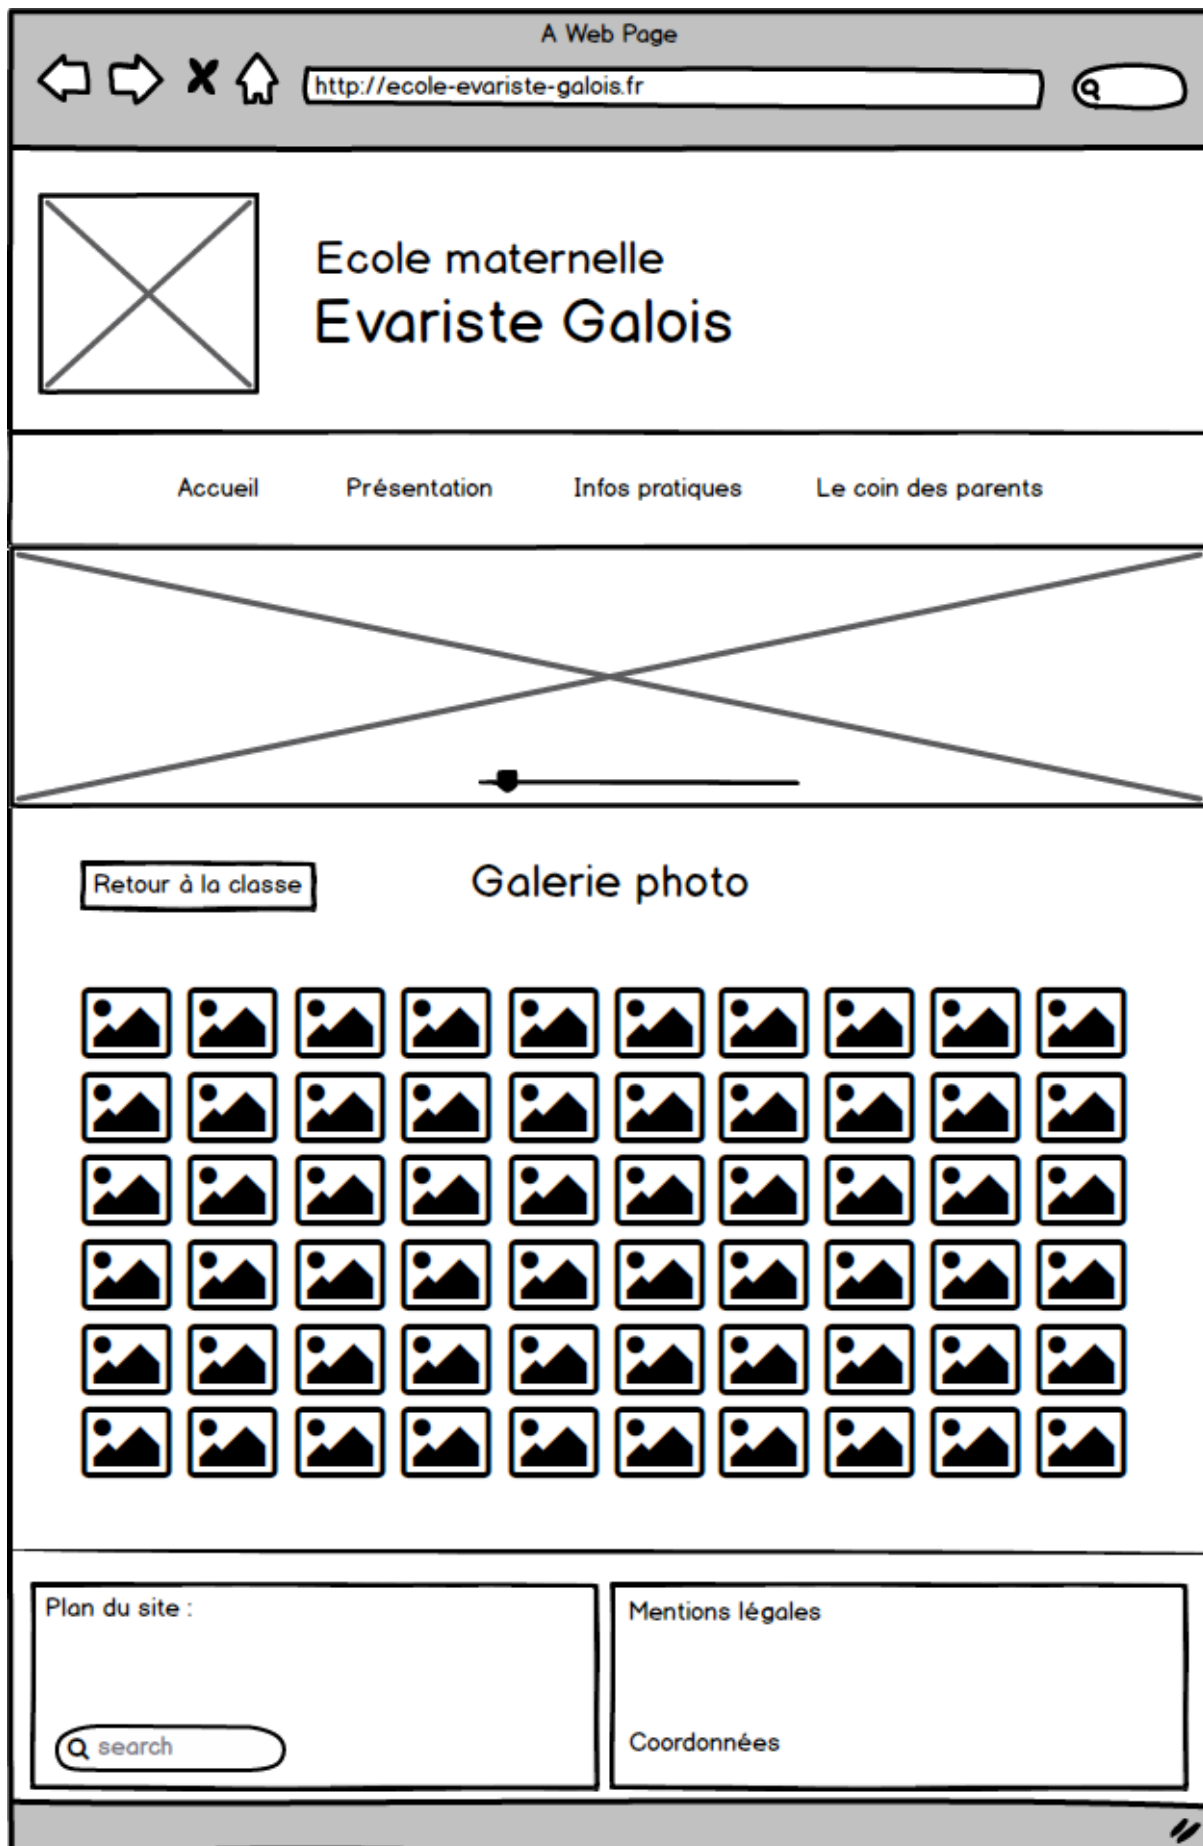 A Web Page
http://ecole-evariste-galois.fr
Ecole maternelle
Evariste Galois
Accueil Présentation Infos pratiques Le coin des parents
Retour à la classe
Galerie photo
Plan du site :
search
Mentions légales
Coordonnées